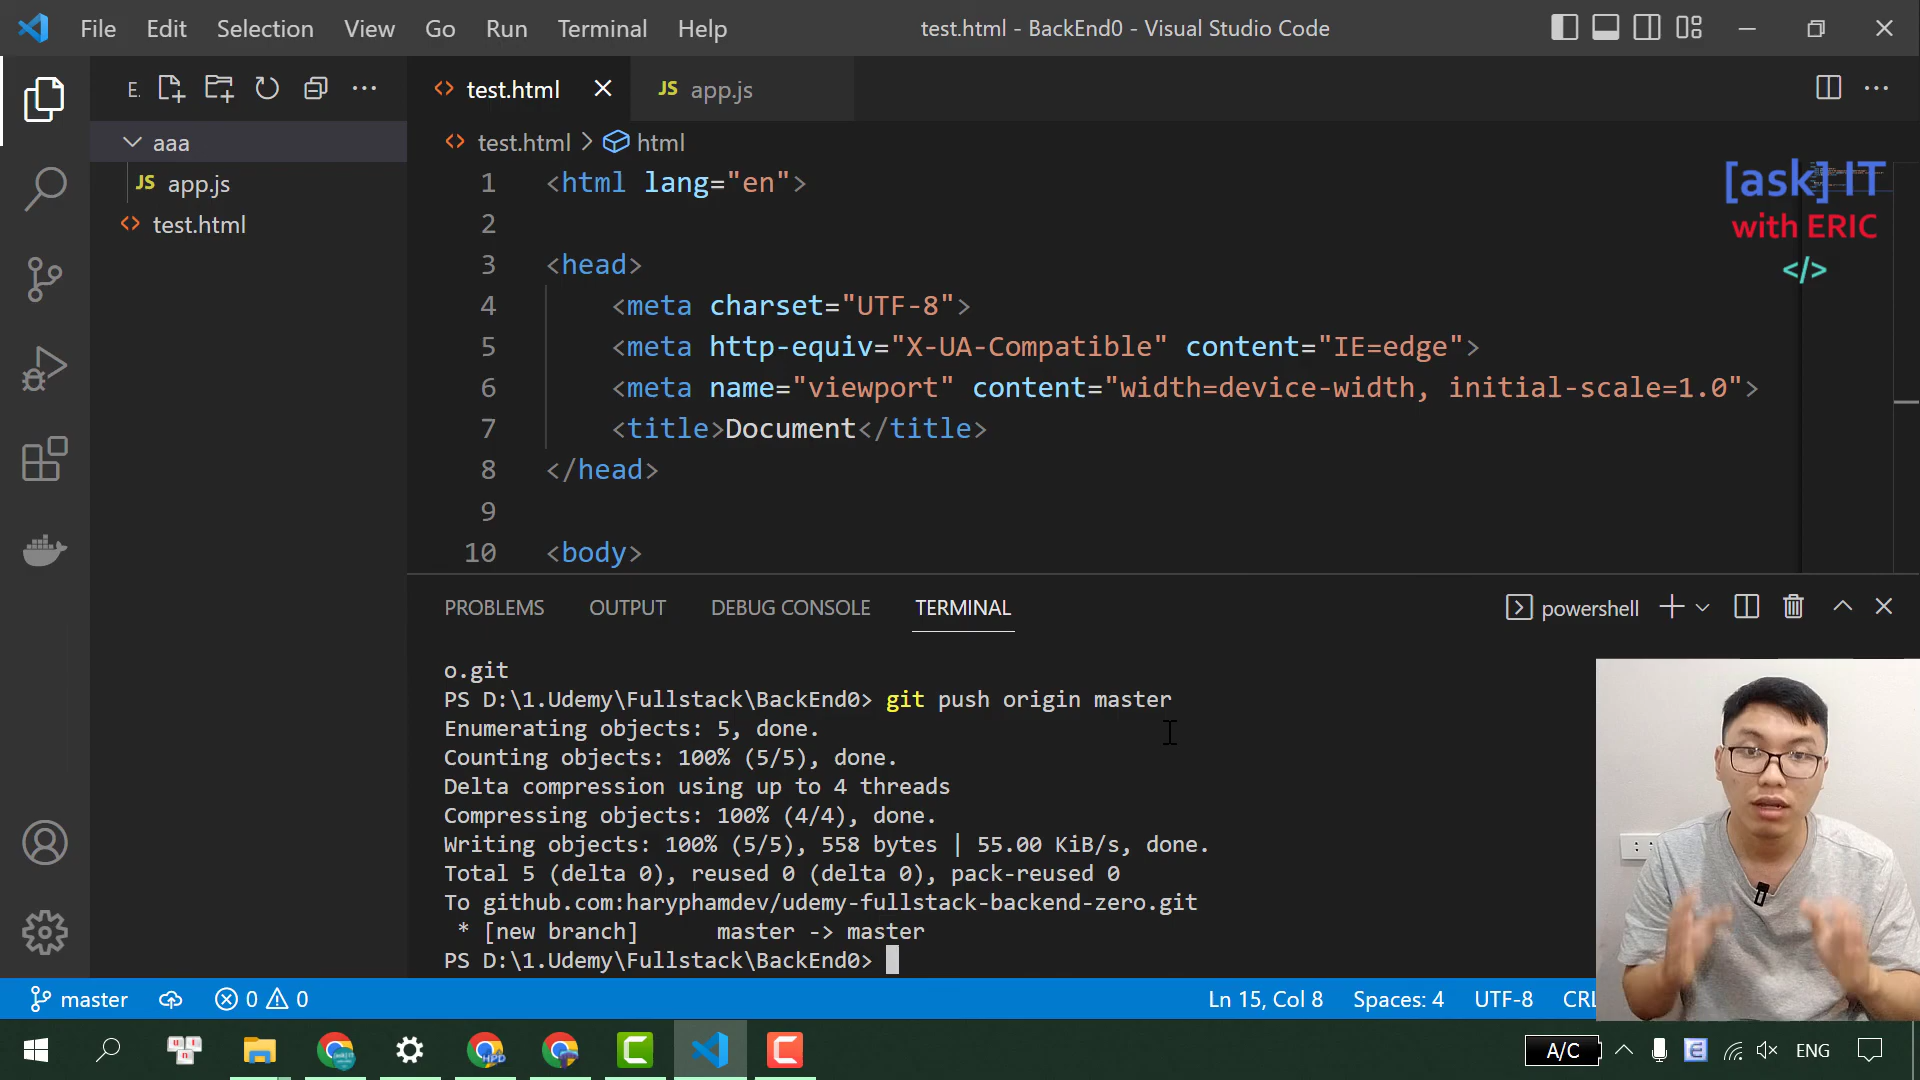 File Edit Selection View Go Run Terminal Help
test.html - BackEnd0 - Visual Studio Code
E.
test.html
JS app.js
aaa
JS app.js
test.html
test.html > html
[ask] IT
with ERIC
</>
1 <html lang="en">
2
3 <head>
4 <meta charset="UTF-8">
5 <meta http-equiv="X-UA-Compatible" content="IE=edge">
6 <meta name="viewport" content="width=device-width, initial-scale=1.0">
7 <title>Document</title>
8 </head>
9
10 <body>
PROBLEMS OUTPUT DEBUG CONSOLE TERMINAL
powershell
o.git
PS D:\1.Udemy\Fullstack\BackEnd0> git push origin master
Enumerating objects: 5, done.
Counting objects: 100% (5/5), done.
Delta compression using up to 4 threads
Compressing objects: 100% (4/4), done.
Writing objects: 100% (5/5), 558 bytes | 55.00 KiB/s, done.
Total 5 (delta 0), reused 0 (delta 0), pack-reused 0
To github.com:haryphamdev/udemy-fullstack-backend-zero.git
* [new branch] master -> master
PS D:\1.Udemy\Fullstack\BackEnd0>
master 0 0
Ln 15, Col 8 Spaces: 4 UTF-8 CRL
A/C
ENG